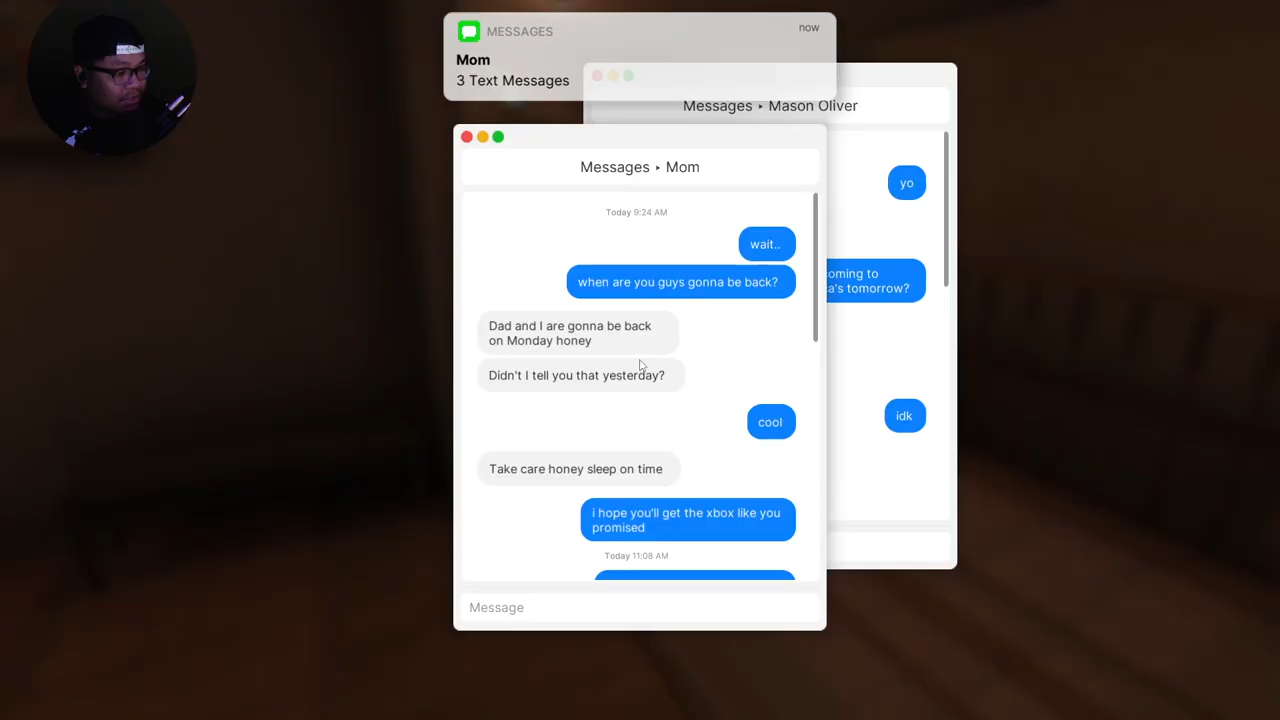 MESSAGES
now
Mom
3 Text Messages
Messages ‣ Mason Oliver
yo
coming to
a's tomorrow?
idk
Messages ‣ Mom
Today 9:24 AM
wait..
when are you guys gonna be back?
Dad and I are gonna be back
on Monday honey
Didn't I tell you that yesterday?
cool
Take care honey sleep on time
i hope you'll get the xbox like you
promised
Today 11:08 AM
Message